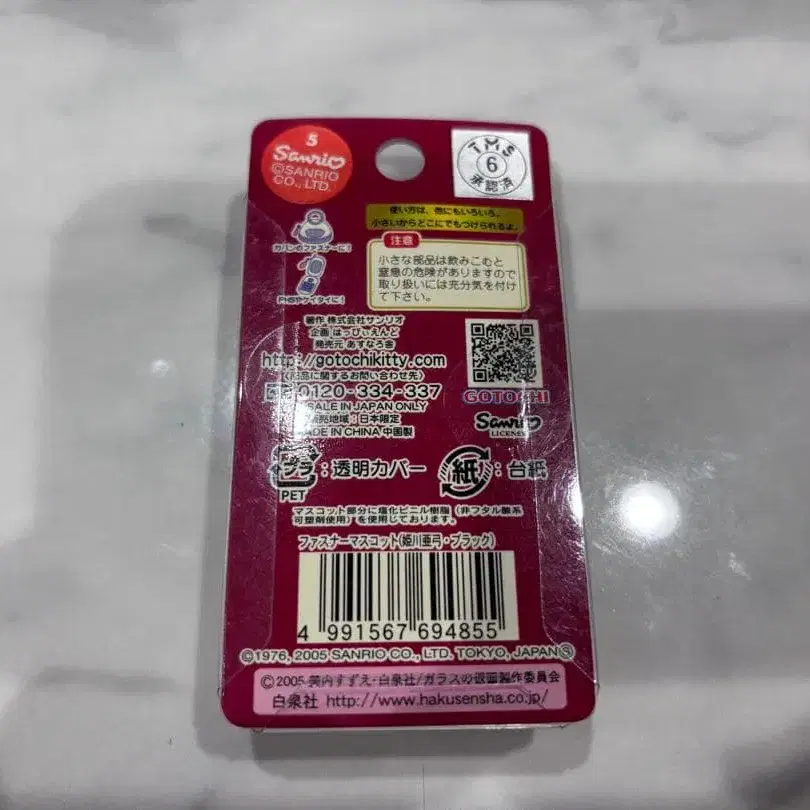 5
Sanrio
©SANRIO
CO., LTD.
TMS
6
承認済
使い方は、他にもいろいろ。
小さいからどこにでもつけられるよ。
カバンのファスナーに!
PHSやケイタイに!
注意
小さな部品は飲みこむと
窒息の危険がありますので
取り扱いには充分気を付け
て下さい。
著作 株式会社サンリオ
企画 はっぴぃえんど
発売元 あすなろ舎
http://gotochikitty.com
(商品に関するお問い合わせ先)
0120-334-337
SALE IN JAPAN ONLY
販売地域:日本限定
MADE IN CHINA 中国製
GOTOCHI
Sanrio
LICENSE
プラ:透明カバー
PET
紙:台紙
マスコット部分に塩化ビニル樹脂(非フタル酸系
可塑剤使用)を使用しております。
ファスナーマスコット(姫川亜弓・ブラック)
4 991567 694855
©1976, 2005 SANRIO CO., LTD. TOKYO, JAPAN Ⓢ
©2005 美内すずえ・白泉社/ガラスの仮面製作委員会
白泉社 http://www.hakusensha.co.jp/